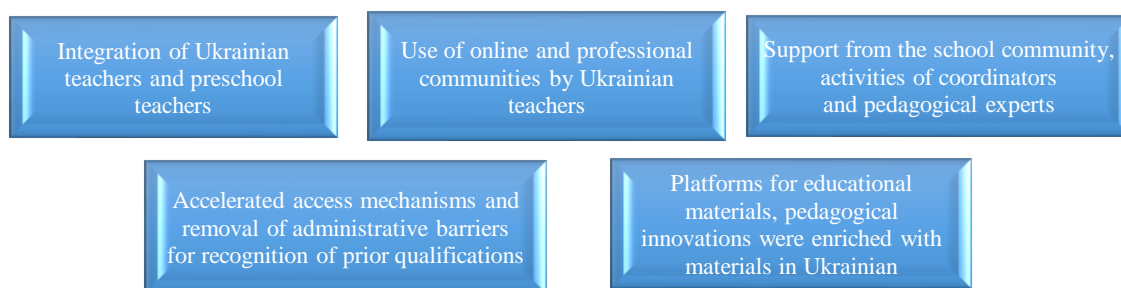 Integration of Ukrainian
teachers and preschool
teachers
Use of online and professional
communities by Ukrainian
teachers
Support from the school community,
activities of coordinators
and pedagogical experts
Accelerated access mechanisms and
removal of administrative barriers
for recognition of prior qualifications
Platforms for educational
materials, pedagogical
innovations were enriched with
materials in Ukrainian